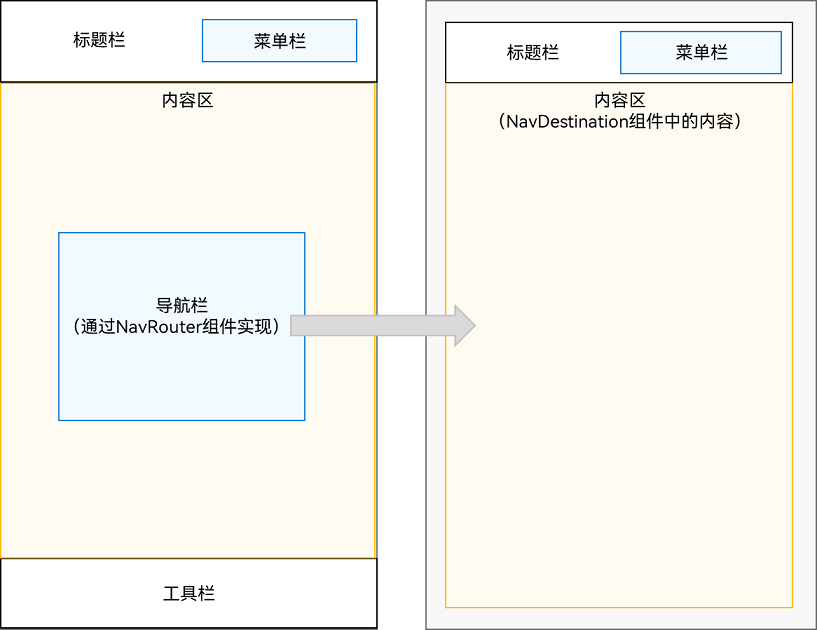 标题栏
菜单栏
内容区
导航栏
（通过NavRouter组件实现）
工具栏
标题栏
菜单栏
内容区
（NavDestination组件中的内容）